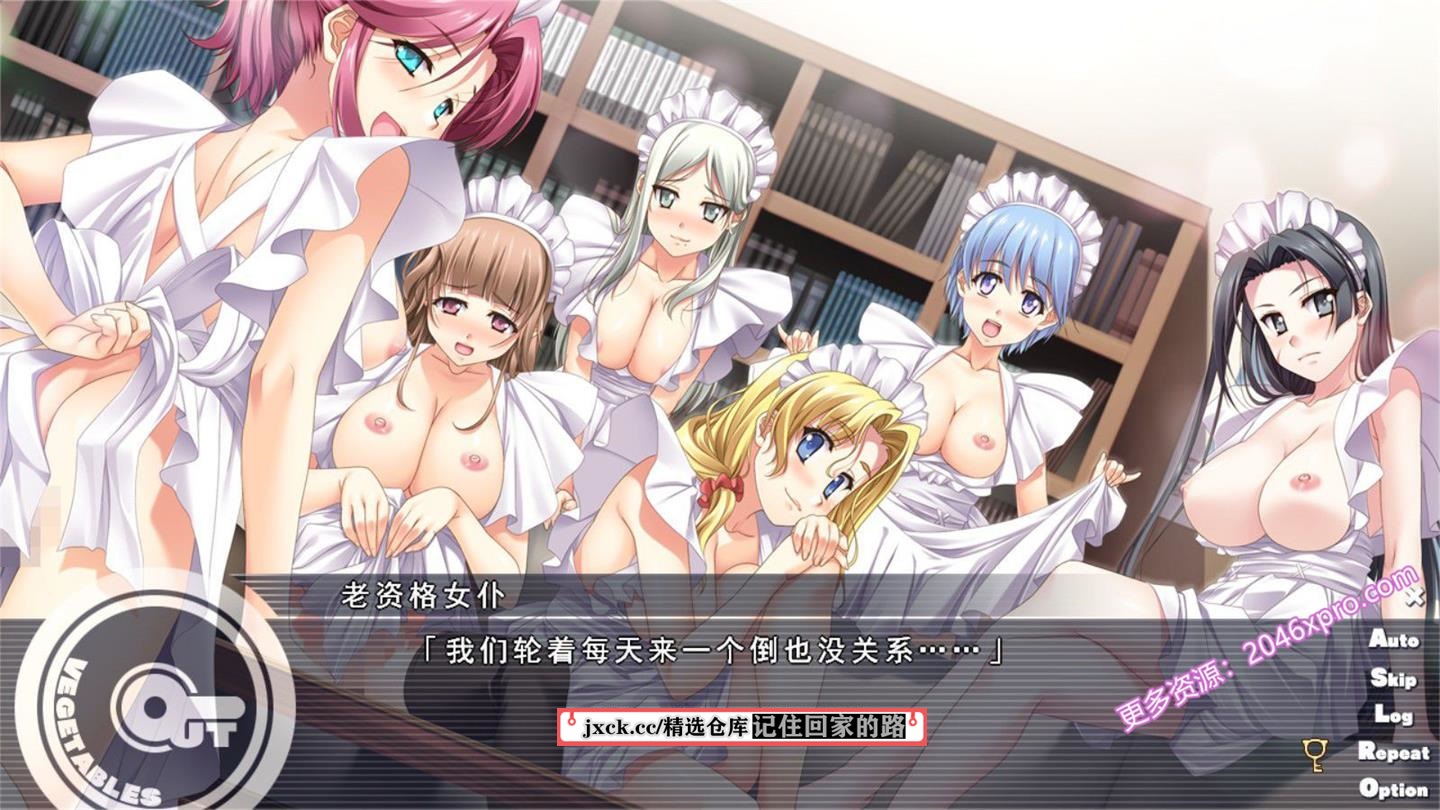 老资格女仆
「我们轮着每天来一个倒也没关系……」
更多资源：2046xpro.com
Auto
Skip
Log
Repeat
Option
OUT
VEGETABLES
jxck.cc/精选仓库 记住回家的路